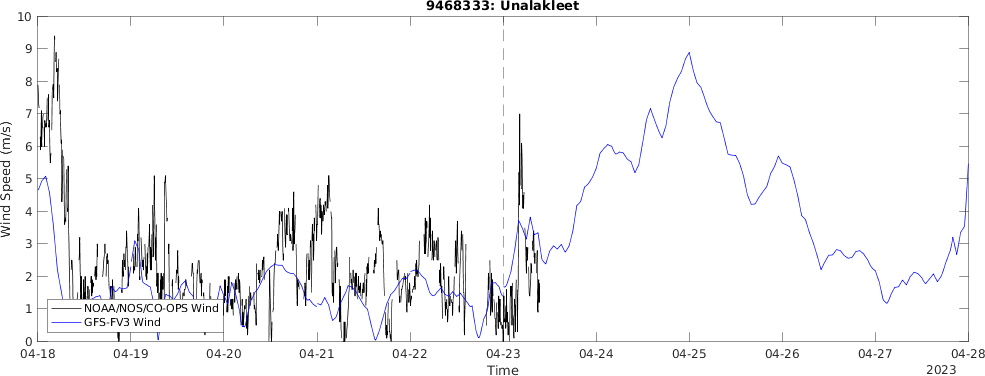 9468333: Unalakleet
10
9
8
7
6
5
4
3
2
1
0
Wind Speed (m/s)
NOAA/NOS/CO-OPS Wind
GFS-FV3 Wind
04-18 04-19 04-20 04-21 04-22 04-23 04-24 04-25 04-26 04-27 04-28
Time
2023